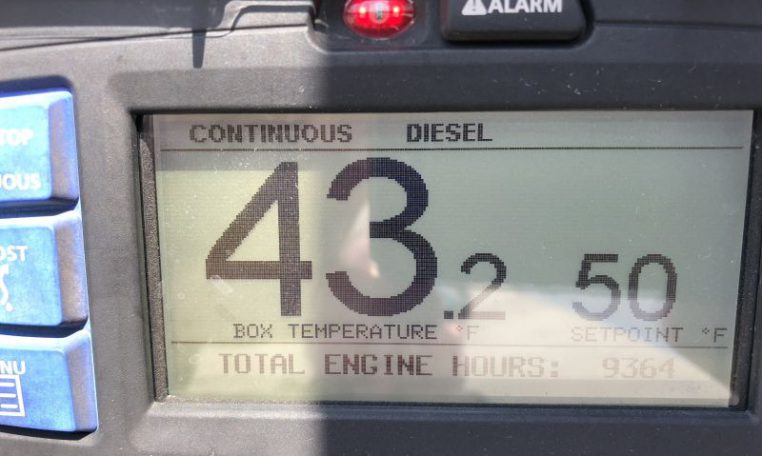 ALARM
CONTINUOUS DIESEL
43.2 50
BOX TEMPERATURE °F SETPOINT °F
TOTAL ENGINE HOURS: 9364